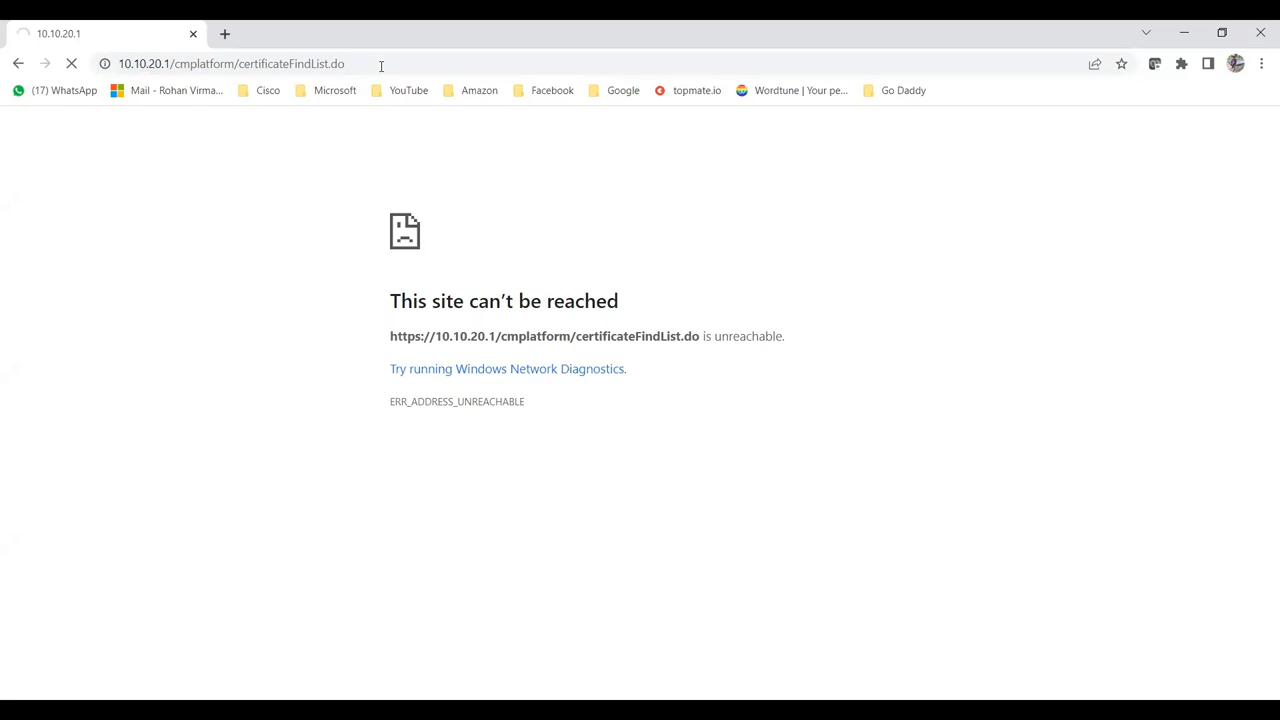 10.10.20.1
10.10.20.1/cmplatform/certificateFindList.do
(17) WhatsApp Mail - Rohan Virma... Cisco Microsoft YouTube Amazon Facebook Google topmate.io Wordtune | Your pe... Go Daddy
This site can't be reached
https://10.10.20.1/cmplatform/certificateFindList.do is unreachable.
Try running Windows Network Diagnostics.
ERR_ADDRESS_UNREACHABLE